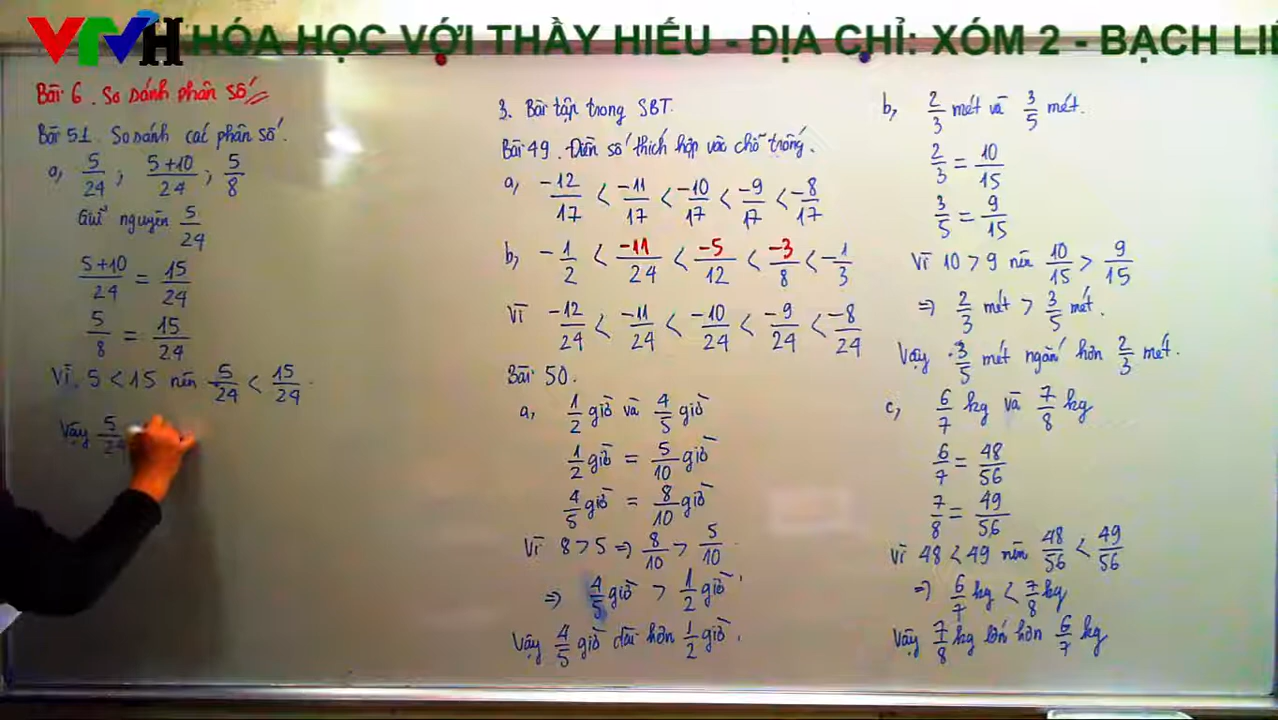 VTVH HÓA HỌC VỚI THẦY HIẾU - ĐỊA CHỈ: XÓM 2 - BẠCH LI
Bài 6. So sánh phân số
Bài 51. So sánh các phân số.
a, 5/24 ; 5+10/24 ; 5/8
Giữ nguyên 5/24
5+10/24 = 15/24
5/8 = 15/24
Vì 5 < 15 nên 5/24 < 15/24.
Vậy 5/24
3. Bài tập trong SBT.
Bài 49. Điền số thích hợp vào chỗ trống.
a, -12/17 < -11/17 < -10/17 < -9/17 < -8/17
b, -1/2 < -11/24 < -5/12 < -3/8 < -1/3
Vì -12/24 < -11/24 < -10/24 < -9/24 < -8/24
Bài 50.
a, 1/2 giờ và 4/5 giờ
1/2 giờ = 5/10 giờ
4/5 giờ = 8/10 giờ
Vì 8 > 5 => 8/10 > 5/10
=> 4/5 giờ > 1/2 giờ
Vậy 4/5 giờ dài hơn 1/2 giờ.
b, 2/3 mét và 3/5 mét.
2/3 = 10/15
3/5 = 9/15
Vì 10 > 9 nên 10/15 > 9/15
=> 2/3 mét > 3/5 mét.
Vậy 3/5 mét ngắn hơn 2/3 mét.
c, 6/7 kg và 7/8 kg
6/7 = 48/56
7/8 = 49/56
Vì 48 < 49 nên 48/56 < 49/56
=> 6/7 kg < 7/8 kg
Vậy 7/8 kg lớn hơn 6/7 kg